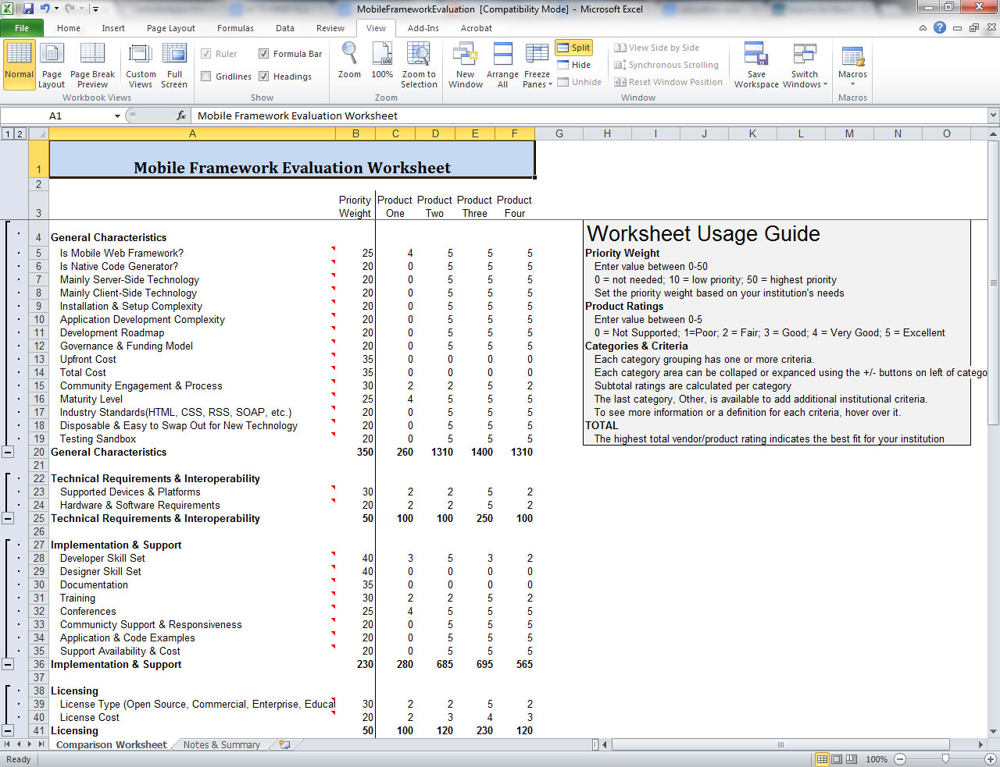 MobileFrameworkEvaluation [Compatibility Mode] - Microsoft Excel
File Home Insert Page Layout Formulas Data Review View Add-Ins Acrobat
Normal Page Layout Page Break Preview Custom Views Full Screen
Workbook Views
Ruler Formula Bar
Gridlines Headings
Show
Zoom 100% Zoom to Selection
Zoom
New Window Arrange All Freeze Panes
Split
Hide
Unhide
View Side by Side
Synchronous Scrolling
Reset Window Position
Save Workspace Switch Windows
Window
Macros
Macros
A1 fx Mobile Framework Evaluation Worksheet
1 2 A B C D E F G H I J K L M N O
1 Mobile Framework Evaluation Worksheet
2
Priority Product Product Product Product
3 Weight One Two Three Four
4 General Characteristics
5 Is Mobile Web Framework? 25 4 5 5 5
6 Is Native Code Generator? 20 0 5 5 5
7 Mainly Server-Side Technology 20 0 5 5 5
8 Mainly Client-Side Technology 20 0 5 5 5
9 Installation & Setup Complexity 20 0 5 5 5
10 Application Development Complexity 20 0 5 5 5
11 Development Roadmap 20 0 5 5 5
12 Governance & Funding Model 20 0 5 5 5
13 Upfront Cost 35 0 0 0 0
14 Total Cost 35 0 0 0 0
15 Community Engagement & Process 30 2 2 5 2
16 Maturity Level 25 4 5 5 5
17 Industry Standards(HTML, CSS, RSS, SOAP, etc.) 20 0 5 5 5
18 Disposable & Easy to Swap Out for New Technology 20 0 5 5 5
19 Testing Sandbox 20 0 5 5 5
20 General Characteristics 350 260 1310 1400 1310
21
22 Technical Requirements & Interoperability
23 Supported Devices & Platforms 30 2 2 5 2
24 Hardware & Software Requirements 20 2 2 5 2
25 Technical Requirements & Interoperability 50 100 100 250 100
26
27 Implementation & Support
28 Developer Skill Set 40 3 5 3 2
29 Designer Skill Set 40 0 0 0 0
30 Documentation 35 0 0 0 0
31 Training 30 2 2 5 2
32 Conferences 25 4 5 5 5
33 Communicty Support & Responsiveness 20 0 5 5 5
34 Application & Code Examples 20 0 5 5 5
35 Support Availability & Cost 20 0 5 5 5
36 Implementation & Support 230 280 685 695 565
37
38 Licensing
39 License Type (Open Source, Commercial, Enterprise, Educat 30 2 2 5 2
40 License Cost 20 2 3 4 3
41 Licensing 50 100 120 230 120
Worksheet Usage Guide
Priority Weight
Enter value between 0-50
0 = not needed; 10 = low priority; 50 = highest priority
Set the priority weight based on your institution's needs
Product Ratings
Enter value between 0-5
0 = Not Supported; 1=Poor; 2 = Fair; 3 = Good; 4 = Very Good; 5 = Excellent
Categories & Criteria
Each category grouping has one or more criteria.
Each category area can be collaped or expanced using the +/- buttons on left of catego
Subtotal ratings are calculated per category
The last category, Other, is available to add additional institutional criteria.
To see more information or a definition for each criteria, hover over it.
TOTAL
The highest total vendor/product rating indicates the best fit for your institution
Comparison Worksheet Notes & Summary
Ready 100%